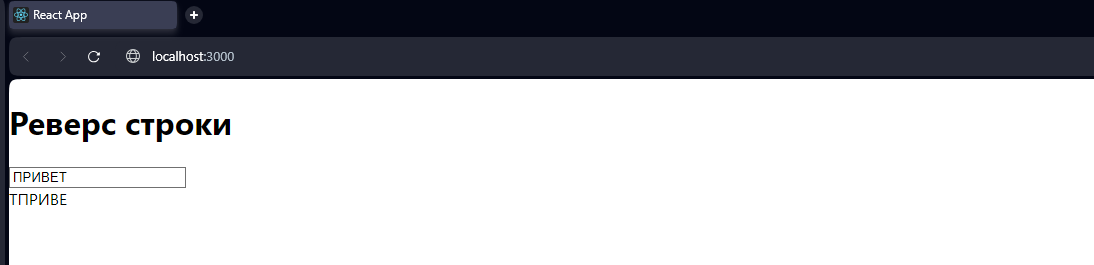 React App
localhost:3000
Реверс строки
ПРИВЕТ
ТПРИВЕ